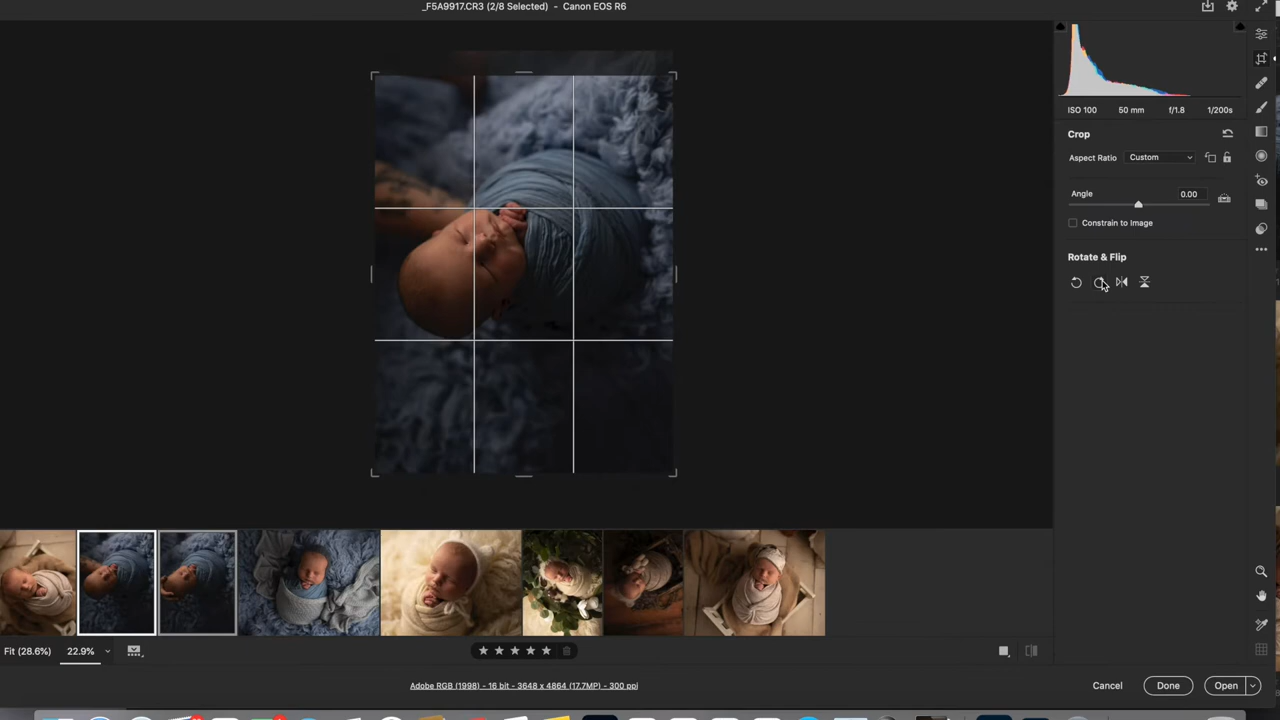 _F5A9917.CR3 (2/8 Selected) - Canon EOS R6
ISO 100 50 mm f/1.8 1/200s
Crop
Aspect Ratio Custom
Angle 0.00
Constrain to Image
Rotate & Flip
Fit (28.6%) 22.9%
Adobe RGB (1998) - 16 bit - 3648 x 4864 (17.7MP) - 300 ppi
Cancel Done Open